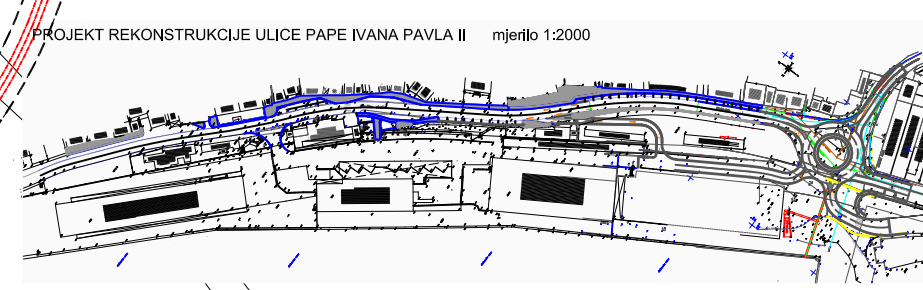 PROJEKT REKONSTRUKCIJE ULICE PAPE IVANA PAVLA II mjerilo 1:2000